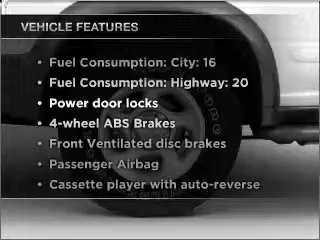 VEHICLE FEATURES
• Fuel Consumption: City: 16
• Fuel Consumption: Highway: 20
• Power door locks
• 4-wheel ABS Brakes
• Front Ventilated disc brakes
• Passenger Airbag
• Cassette player with auto-reverse